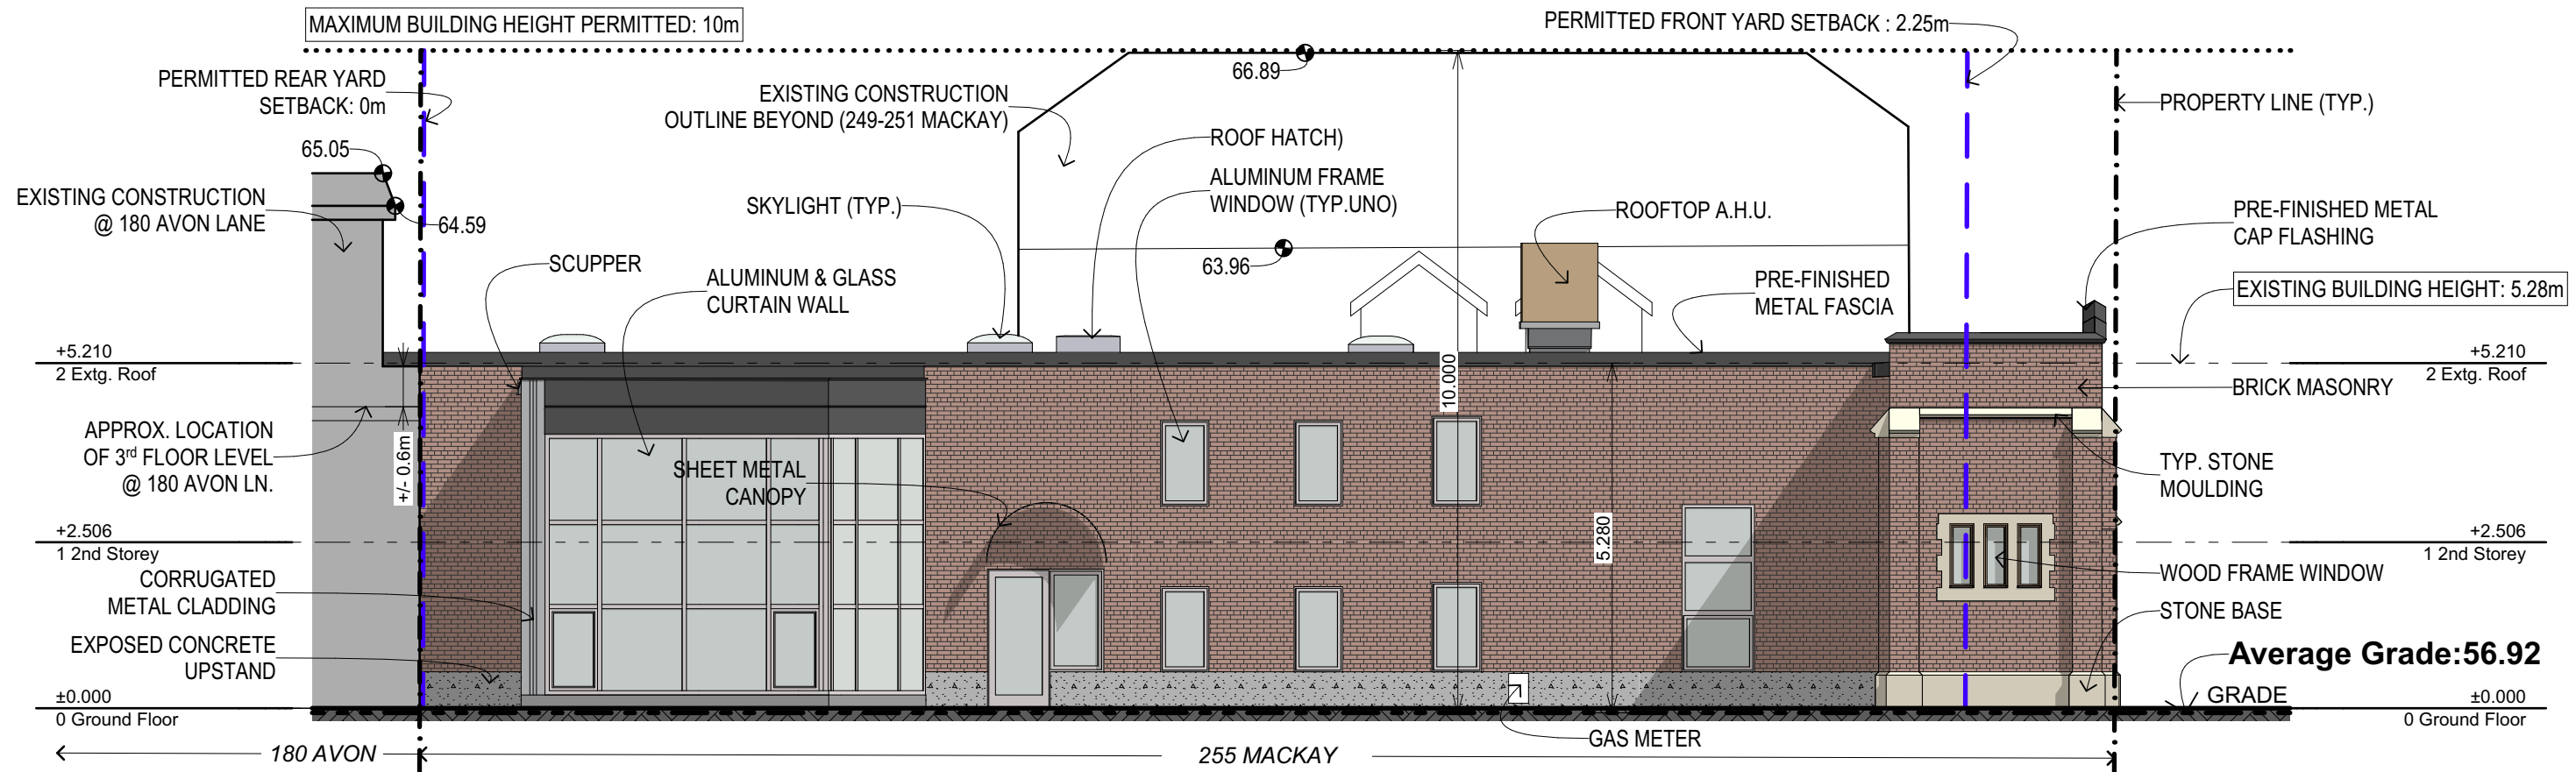 MAXIMUM BUILDING HEIGHT PERMITTED: 10m
PERMITTED FRONT YARD SETBACK : 2.25m
PERMITTED REAR YARD
SETBACK: 0m
66.89
EXISTING CONSTRUCTION
OUTLINE BEYOND (249-251 MACKAY)
PROPERTY LINE (TYP.)
65.05
ROOF HATCH)
EXISTING CONSTRUCTION
@ 180 AVON LANE
64.59
SKYLIGHT (TYP.)
ALUMINUM FRAME
WINDOW (TYP.UNO)
ROOFTOP A.H.U.
PRE-FINISHED METAL
CAP FLASHING
SCUPPER
ALUMINUM & GLASS
CURTAIN WALL
63.96
PRE-FINISHED
METAL FASCIA
EXISTING BUILDING HEIGHT: 5.28m
+5.210
2 Extg. Roof
+5.210
2 Extg. Roof
10.000
BRICK MASONRY
APPROX. LOCATION
OF 3rd FLOOR LEVEL
@ 180 AVON LN.
+/- 0.6m
SHEET METAL
CANOPY
TYP. STONE
MOULDING
5.280
+2.506
1 2nd Storey
+2.506
1 2nd Storey
CORRUGATED
METAL CLADDING
WOOD FRAME WINDOW
STONE BASE
EXPOSED CONCRETE
UPSTAND
Average Grade:56.92
GRADE
±0.000
0 Ground Floor
±0.000
0 Ground Floor
GAS METER
180 AVON
255 MACKAY